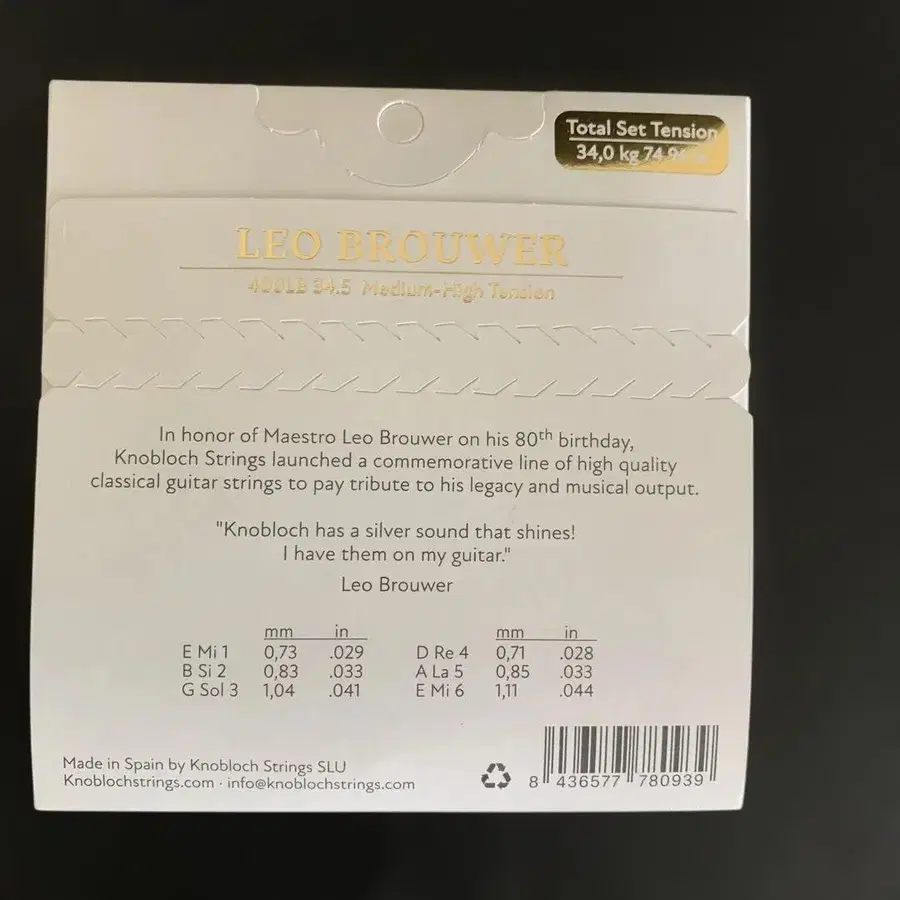 Total Set Tension
34,0 kg
LEO BROUWER
400LB 34.5 Medium-High Tension
In honor of Maestro Leo Brouwer on his 80th birthday,
Knobloch Strings launched a commemorative line of high quality
classical guitar strings to pay tribute to his legacy and musical output.
"Knobloch has a silver sound that shines!
I have them on my guitar."
Leo Brouwer
mm in
E Mi 1 0,73 .029
B Si 2 0,83 .033
G Sol 3 1,04 .041
mm in
D Re 4 0,71 .028
A La 5 0,85 .033
E Mi 6 1,11 .044
Made in Spain by Knobloch Strings SLU
Knoblochstrings.com · info@knoblochstrings.com
8 436577 780939